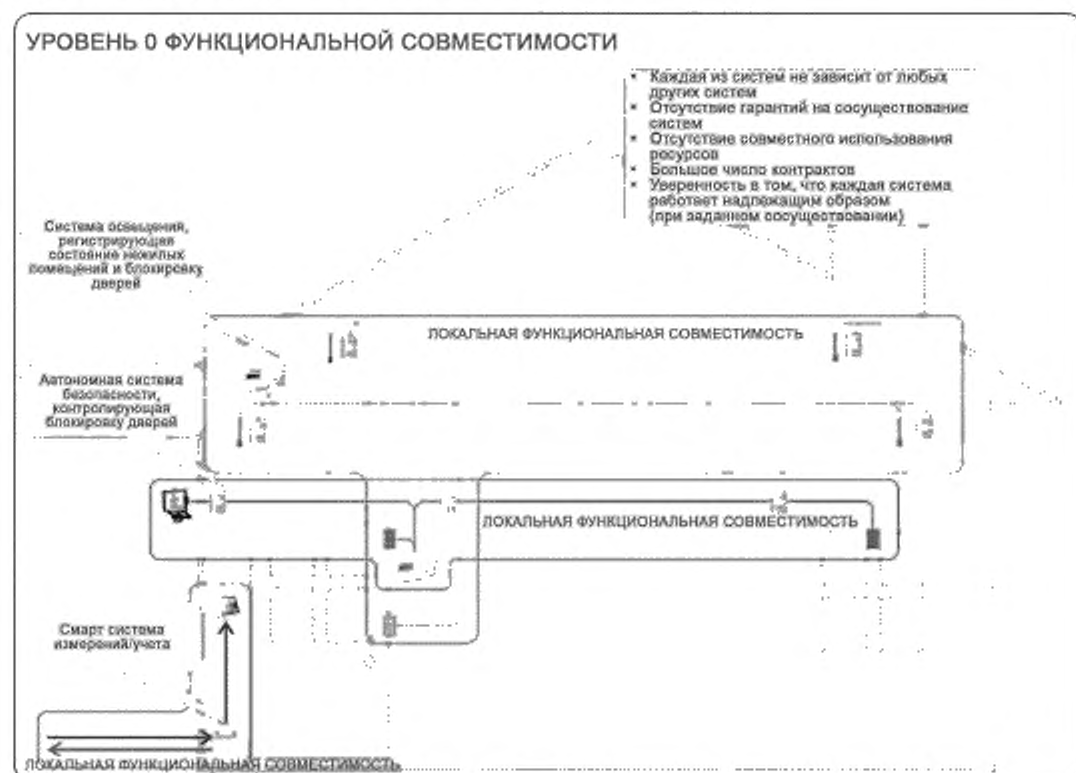 УРОВЕНЬ 0 ФУНКЦИОНАЛЬНОЙ СОВМЕСТИМОСТИ
• Каждая из систем не зависит от любых
других систем
• Отсутствие гарантий на сосуществование
систем
• Отсутствие совместного использования
ресурсов
• Большое число контрактов
• Уверенность в том, что каждая система
работает надлежащим образом
(при заданном сосуществовании)
Система освещения,
регистрирующая
состояние нежилых
помещений и блокировку
дверей
ЛОКАЛЬНАЯ ФУНКЦИОНАЛЬНАЯ СОВМЕСТИМОСТЬ
Автономная система
безопасности,
контролирующая
блокировку дверей
ЛОКАЛЬНАЯ ФУНКЦИОНАЛЬНАЯ СОВМЕСТИМОСТЬ
Смарт система
измерений/учета
ЛОКАЛЬНАЯ ФУНКЦИОНАЛЬНАЯ СОВМЕСТИМОСТЬ